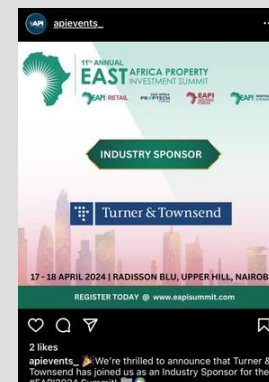 API
apievents_
11TH ANNUAL
EAST AFRICA PROPERTY
INVESTMENT SUMMIT
EAPI RETAIL
EAPI
EAPI
INDUSTRY SPONSOR
Turner & Townsend
17 - 18 APRIL 2024 | RADISSON BLU, UPPER HILL, NAIROB
REGISTER TODAY @ www.eapisummit.com
2 likes
apievents_ 🎉We're thrilled to announce that Turner &
Townsend has joined us as an Industry Sponsor for the
#EAPI2024 Summit!